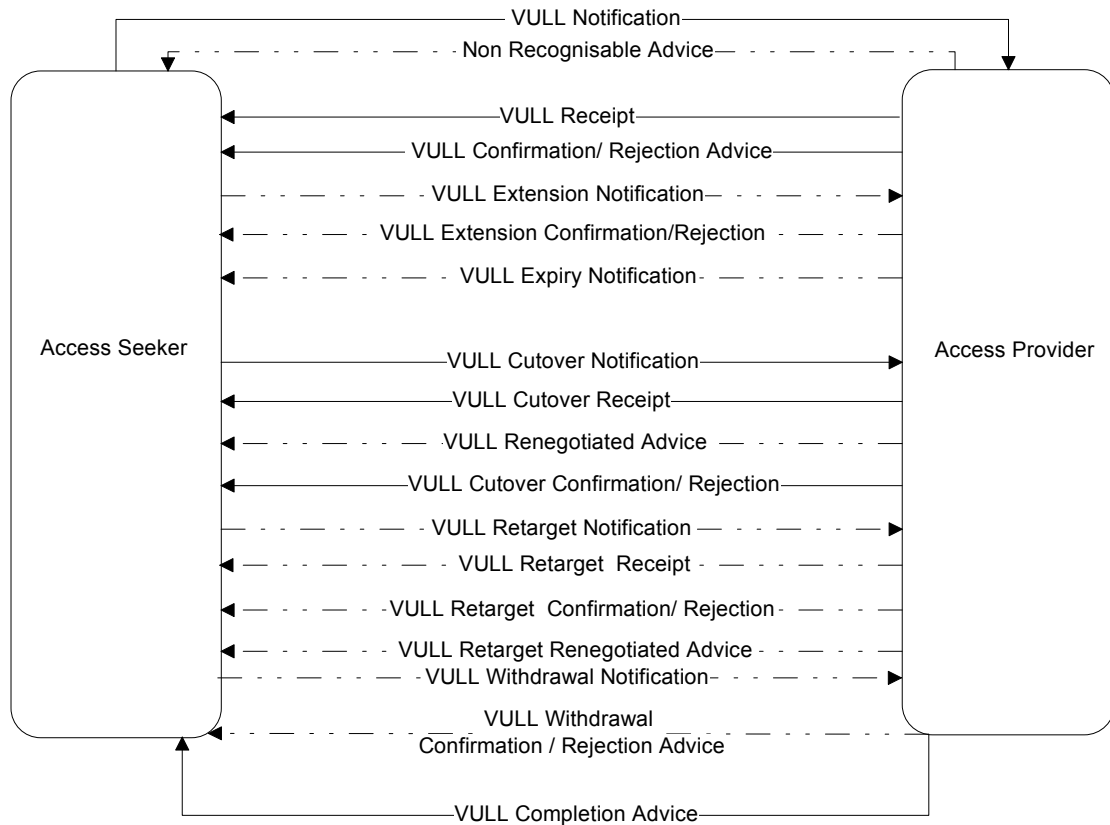 VULL Notification
Non Recognisable Advice
VULL Receipt
VULL Confirmation/ Rejection Advice
VULL Extension Notification
VULL Extension Confirmation/Rejection
VULL Expiry Notification
Access Seeker
Access Provider
VULL Cutover Notification
VULL Cutover Receipt
VULL Renegotiated Advice
VULL Cutover Confirmation/ Rejection
VULL Retarget Notification
VULL Retarget Receipt
VULL Retarget Confirmation/ Rejection
VULL Retarget Renegotiated Advice
VULL Withdrawal Notification
VULL Withdrawal
Confirmation / Rejection Advice
VULL Completion Advice